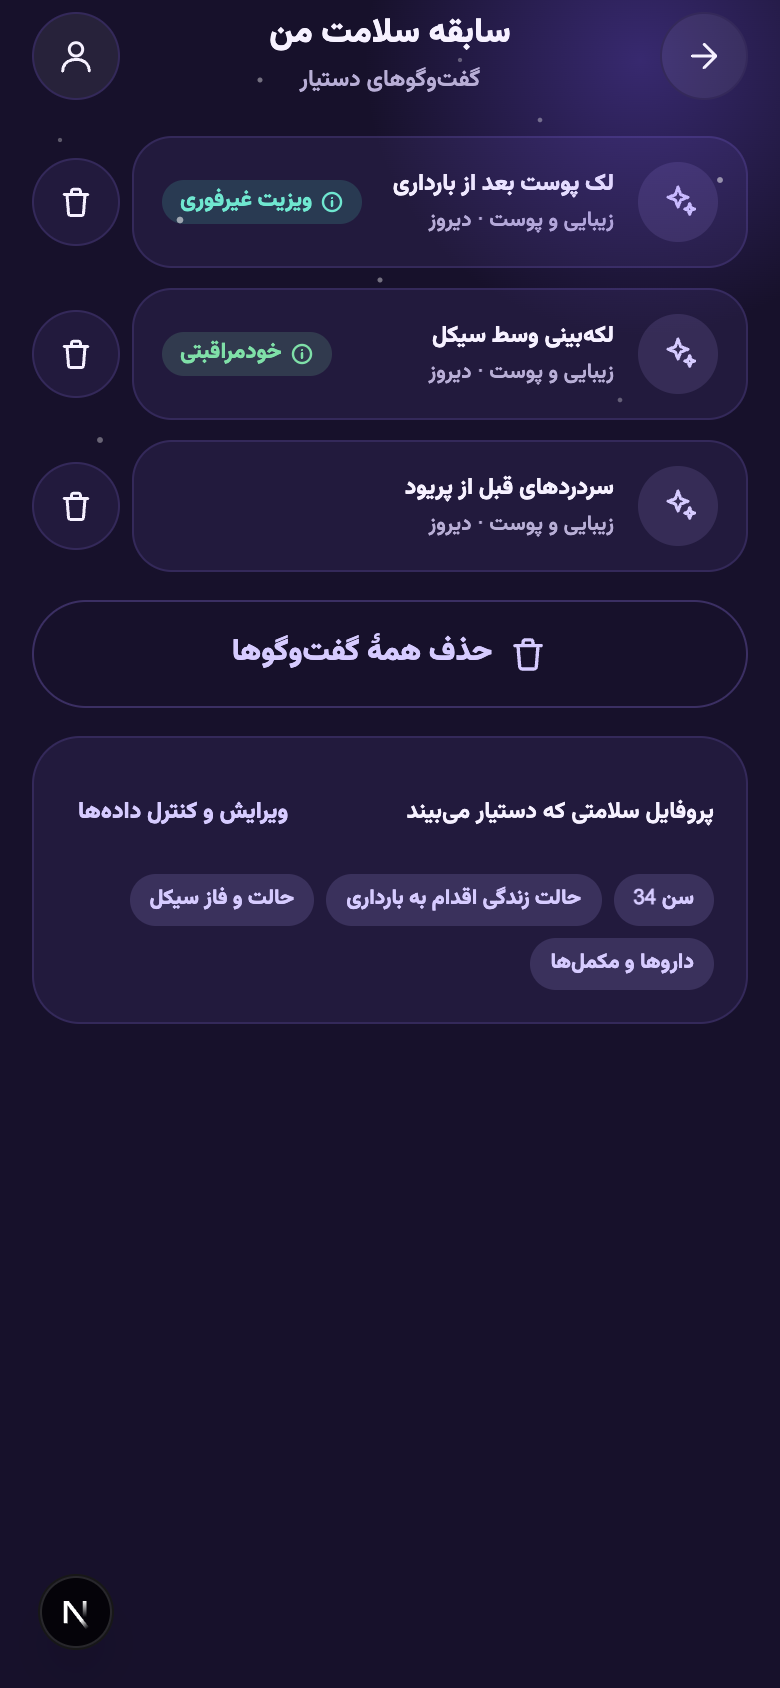 سابقه سلامت من
گفت‌وگوهای دستیار
لک پوست بعد از بارداری
زیبایی و پوست · دیروز
ویزیت غیرفوری
لکه‌بینی وسط سیکل
زیبایی و پوست · دیروز
خودمراقبتی
سردردهای قبل از پریود
زیبایی و پوست · دیروز
حذف همهٔ گفت‌وگوها
پروفایل سلامتی که دستیار می‌بیند
ویرایش و کنترل داده‌ها
سن 34
حالت زندگی اقدام به بارداری
حالت و فاز سیکل
داروها و مکمل‌ها
N